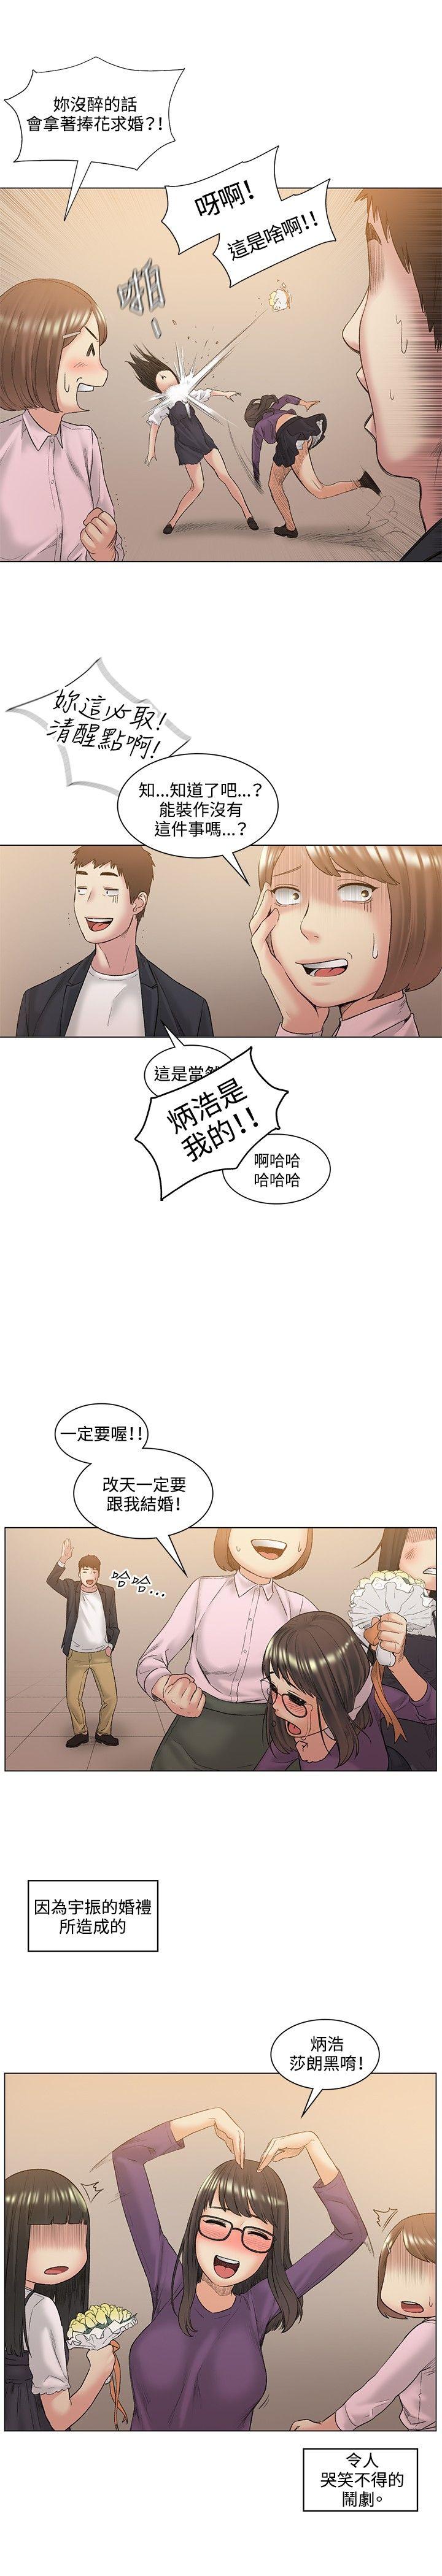 妳沒醉的話
會拿著捧花求婚?!
呀啊!
這是啥啊!!
啪!
妳這必取!
清醒點啊!
知...知道了吧...?
能裝作沒有
這件事嗎...?
這是當然
炳浩是
我的!!
啊哈哈
哈哈哈
一定要喔!!
改天一定要
跟我結婚!
哈哈...
因為宇振的婚禮
所造成的
炳浩
莎朗黑唷!
令人
哭笑不得的
鬧劇。